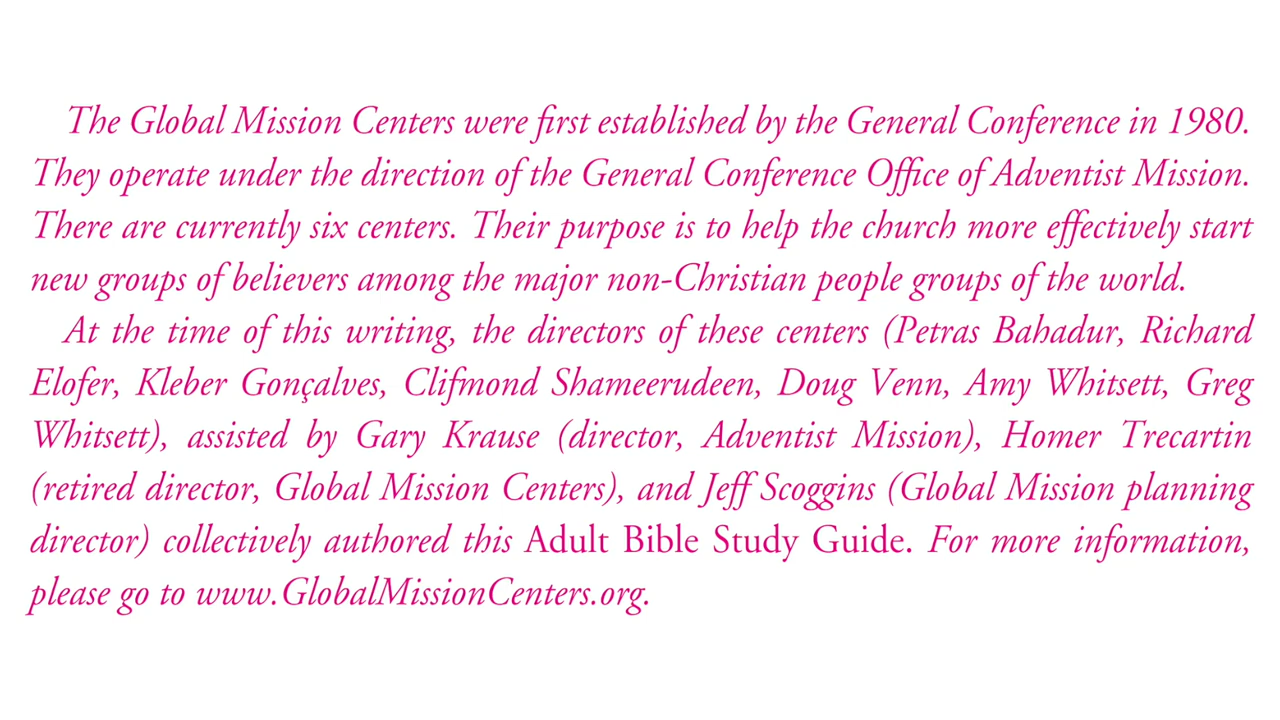 The Global Mission Centers were first established by the General Conference in 1980.
They operate under the direction of the General Conference Office of Adventist Mission.
There are currently six centers. Their purpose is to help the church more effectively start
new groups of believers among the major non-Christian people groups of the world.
At the time of this writing, the directors of these centers (Petras Bahadur, Richard
Elofer, Kleber Gonçalves, Clifmond Shameerudeen, Doug Venn, Amy Whitsett, Greg
Whitsett), assisted by Gary Krause (director, Adventist Mission), Homer Trecartin
(retired director, Global Mission Centers), and Jeff Scoggins (Global Mission planning
director) collectively authored this Adult Bible Study Guide. For more information,
please go to www.GlobalMissionCenters.org.